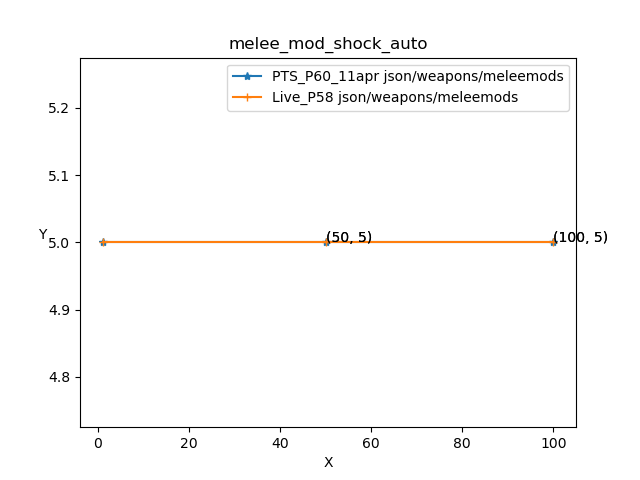 melee_mod_shock_auto
PTS_P60_11apr json/weapons/meleemods
Live_P58 json/weapons/meleemods
5.2
5.1
Y
5.0
4.9
4.8
(50, 5)
(100, 5)
0
20
40
60
80
100
X